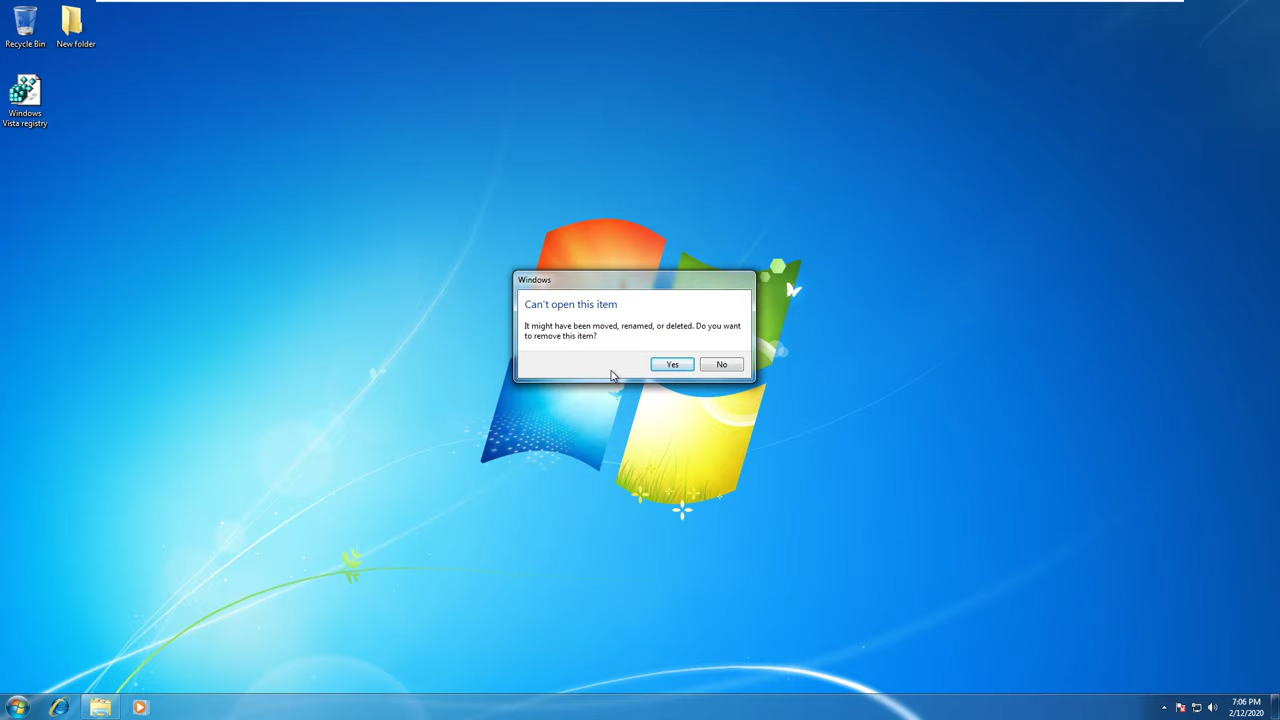 Recycle Bin
New folder
Windows
Vista registry
Windows
Can't open this item
It might have been moved, renamed, or deleted. Do you want
to remove this item?
Yes
No
7:06 PM
2/12/2020